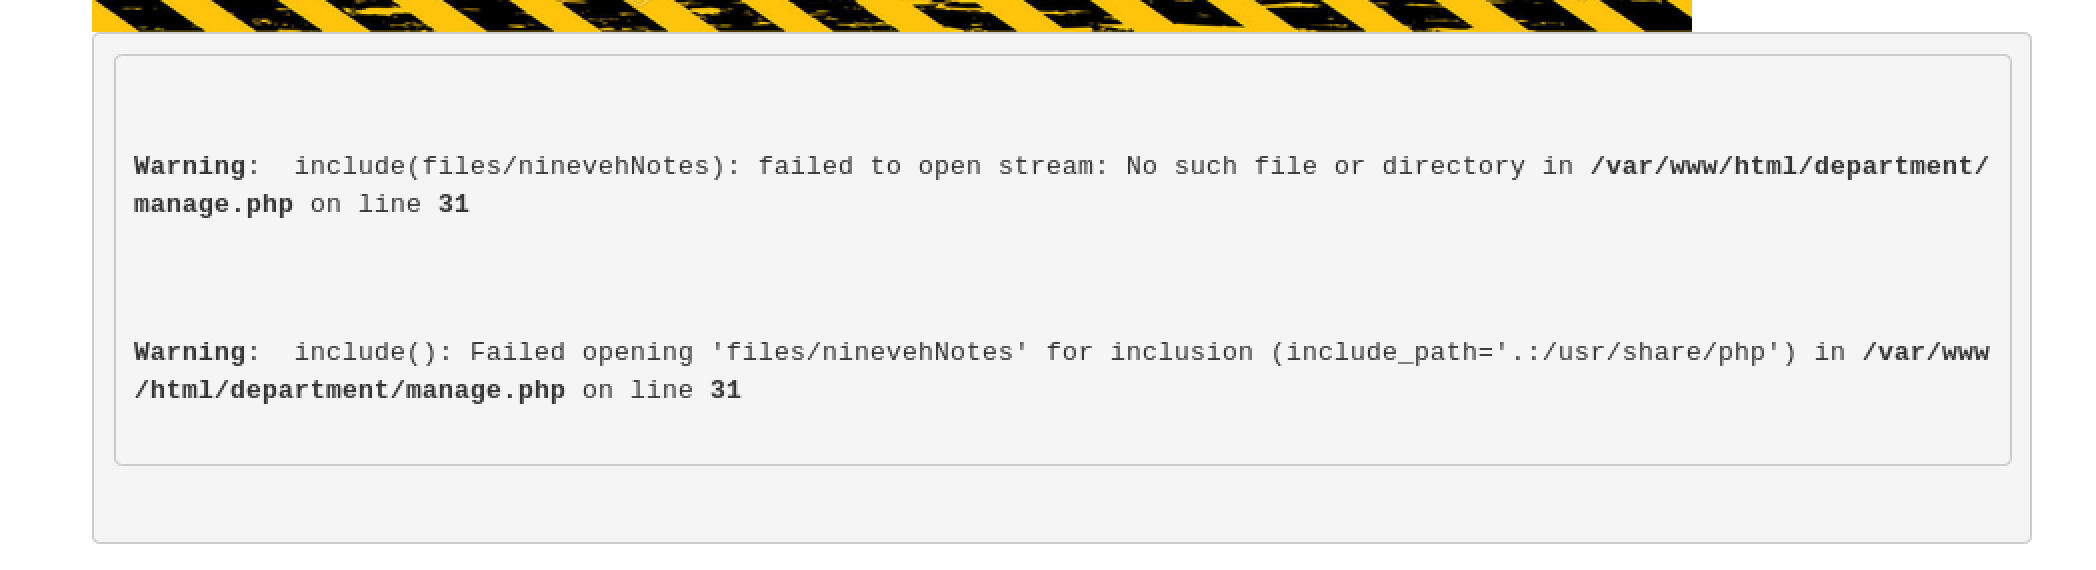 Warning:  include(files/ninevehNotes): failed to open stream: No such file or directory in /var/www/html/department/
manage.php on line 31
Warning:  include(): Failed opening 'files/ninevehNotes' for inclusion (include_path='.:/usr/share/php') in /var/www
/html/department/manage.php on line 31